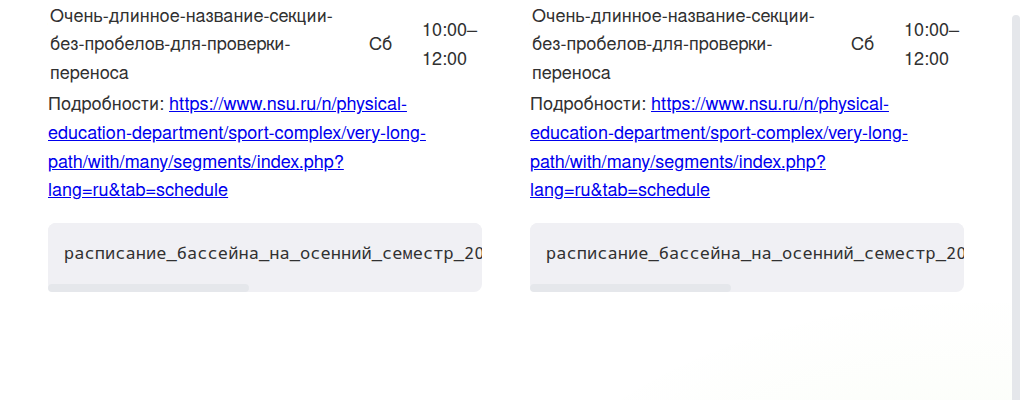 Очень-длинное-название-секции-
без-пробелов-для-проверки-
переноса
Сб
10:00–
12:00
Подробности: https://www.nsu.ru/n/physical-
education-department/sport-complex/very-long-
path/with/many/segments/index.php?
lang=ru&tab=schedule
расписание_бассейна_на_осенний_семестр_20
Очень-длинное-название-секции-
без-пробелов-для-проверки-
переноса
Сб
10:00–
12:00
Подробности: https://www.nsu.ru/n/physical-
education-department/sport-complex/very-long-
path/with/many/segments/index.php?
lang=ru&tab=schedule
расписание_бассейна_на_осенний_семестр_20